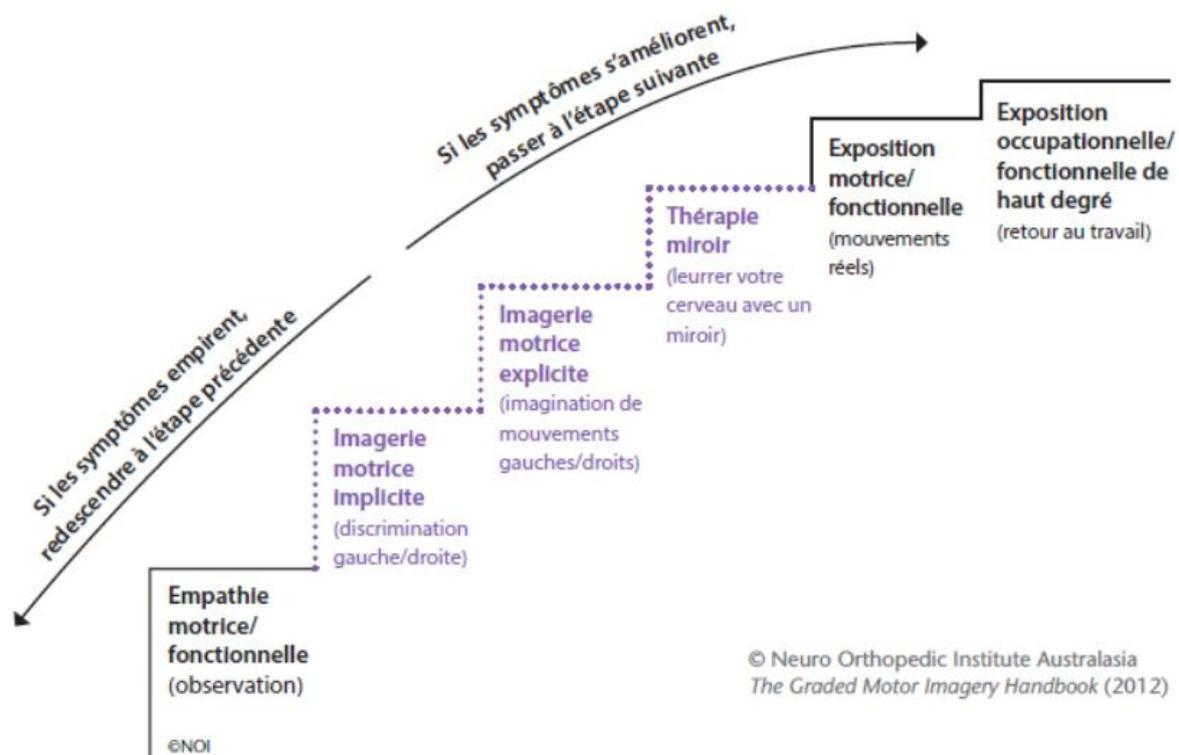 Si les symptômes s'améliorent,
passer à l'étape suivante
Si les symptômes empirent,
redescendre à l'étape précédente
Empathie
motrice/
fonctionnelle
(observation)
©NOI
Imagerie
motrice
implicite
(discrimination
gauche/droite)
Imagerie
motrice
explicite
(imagination de
mouvements
gauches/droits)
Thérapie
miroir
(leurrer votre
cerveau avec un
miroir)
Exposition
motrice/
fonctionnelle
(mouvements
réels)
Exposition
occupationnelle/
fonctionnelle de
haut degré
(retour au travail)
© Neuro Orthopedic Institute Australasia
The Graded Motor Imagery Handbook (2012)